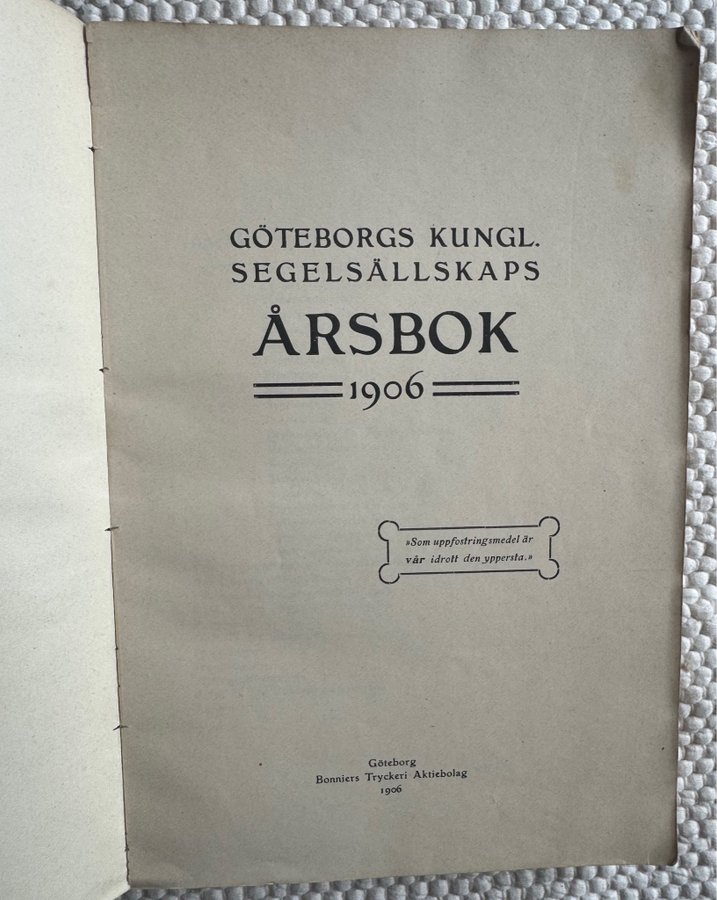 GÖTEBORGS KUNGL.
SEGELSÄLLSKAPS
ÅRSBOK
1906
»Som uppfostringsmedel är
vår idrott den yppersta.»
Göteborg
Bonniers Tryckeri Aktiebolag
1906